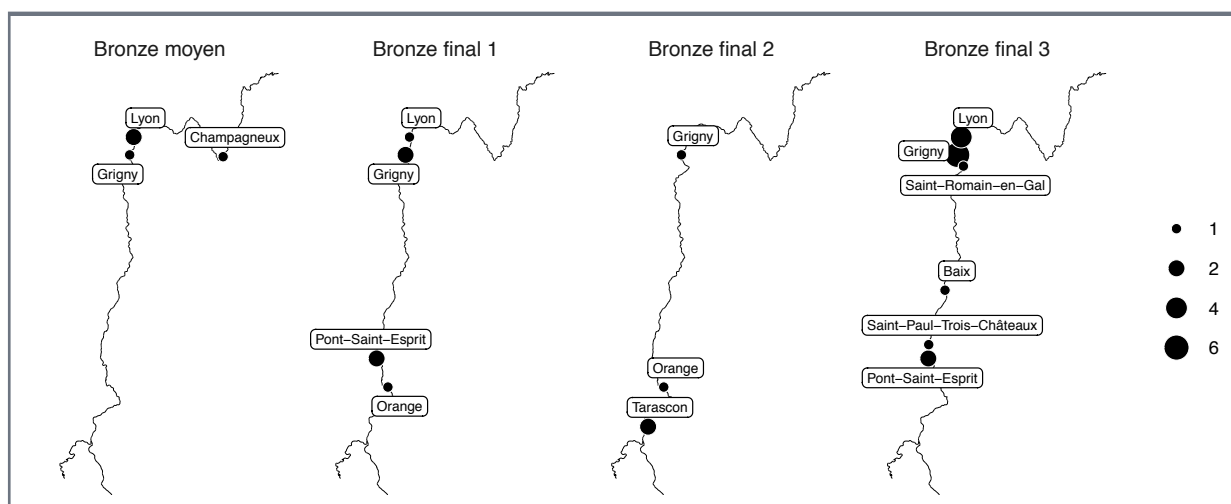 Bronze moyen
Lyon
Champagneux
Grigny
Bronze final 1
Lyon
Grigny
Pont−Saint−Esprit
Orange
Bronze final 2
Grigny
Orange
Tarascon
Bronze final 3
Lyon
Grigny
Saint−Romain−en−Gal
Baix
Saint−Paul−Trois−Châteaux
Pont−Saint−Esprit
1
2
4
6